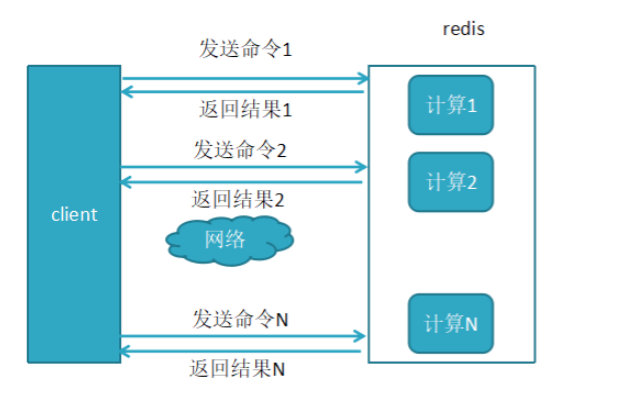 redis
发送命令1
返回结果1
计算1
发送命令2
返回结果2
计算2
client
网络
发送命令N
返回结果N
计算N